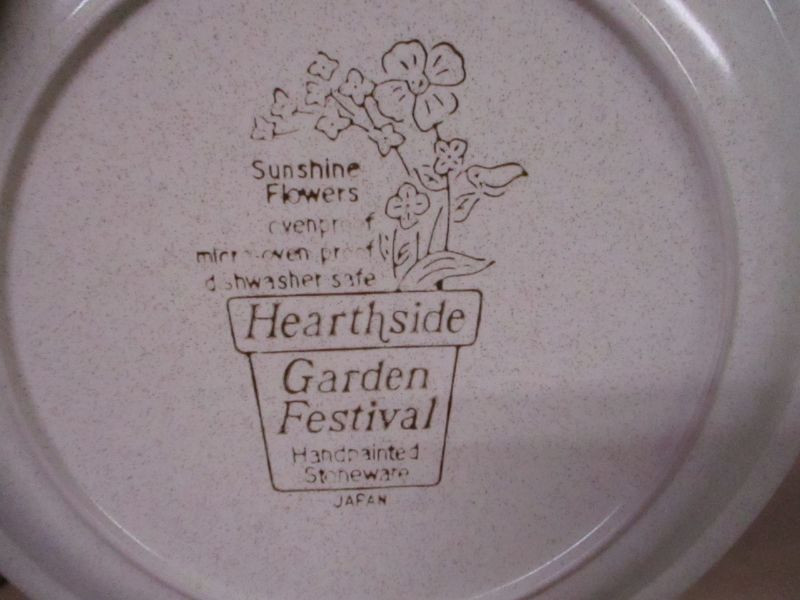 Sunshine
Flowers
ovenproof
micro-oven proof
dishwasher safe
Hearthside
Garden
Festival
Handpainted
Stoneware
JAPAN